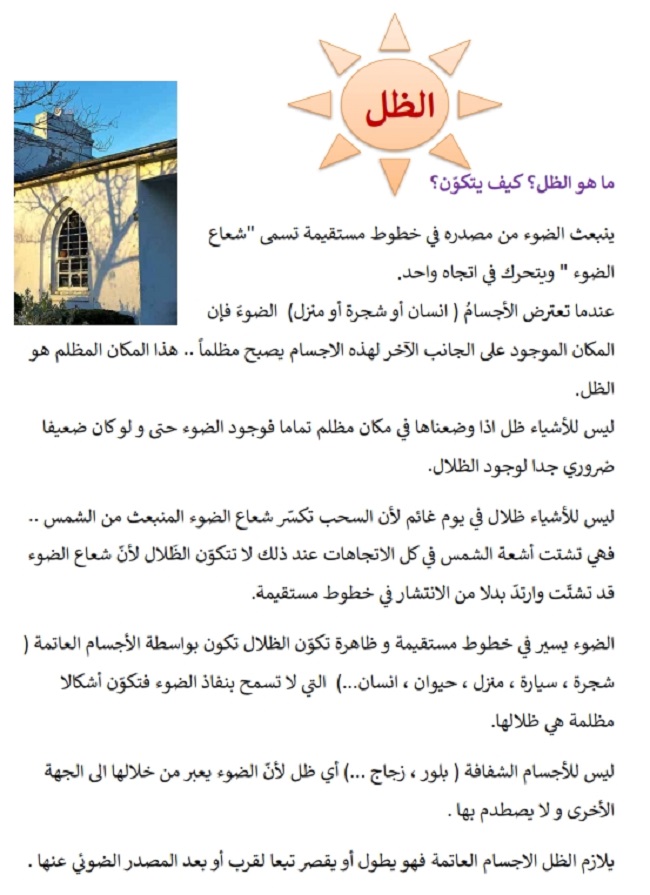 الظل
ما هو الظل؟ كيف يتكوّن؟
ينبعث الضوء من مصدره في خطوط مستقيمة تسمى "شعاع
الضوء " ويتحرك في اتجاه واحد.
عندما تعترض الأجسامُ ( انسان أو شجرة أو منزل) الضوءَ فإن
المكان الموجود على الجانب الآخر لهذه الاجسام يصبح مظلماً .. هذا المكان المظلم هو
الظل.
ليس للأشياء ظل اذا وضعناها في مكان مظلم تماما فوجود الضوء حتى و لو كان ضعيفا
ضروري جدا لوجود الظلال.
ليس للأشياء ظلال في يوم غائم لأن السحب تكسّر شعاع الضوء المنبعث من الشمس ..
فهي تشتت أشعة الشمس في كل الاتجاهات عند ذلك لا تتكوّن الظّلال لأنّ شعاع الضوء
قد تشتّت وارتدَ بدلا من الانتشار في خطوط مستقيمة.
الضوء يسير في خطوط مستقيمة و ظاهرة تكوّن الظلال تكون بواسطة الأجسام العاتمة (
شجرة ، سيارة ، منزل ، حيوان ، انسان...) التي لا تسمح بنفاذ الضوء فتكوّن أشكالا
مظلمة هي ظلالها.
ليس للأجسام الشفافة ( بلور ، زجاج ...) أي ظل لأنّ الضوء يعبر من خلالها الى الجهة
الأخرى و لا يصطدم بها .
يلازم الظل الاجسام العاتمة فهو يطول أو يقصر تبعا لقرب أو بعد المصدر الضوئي عنها .